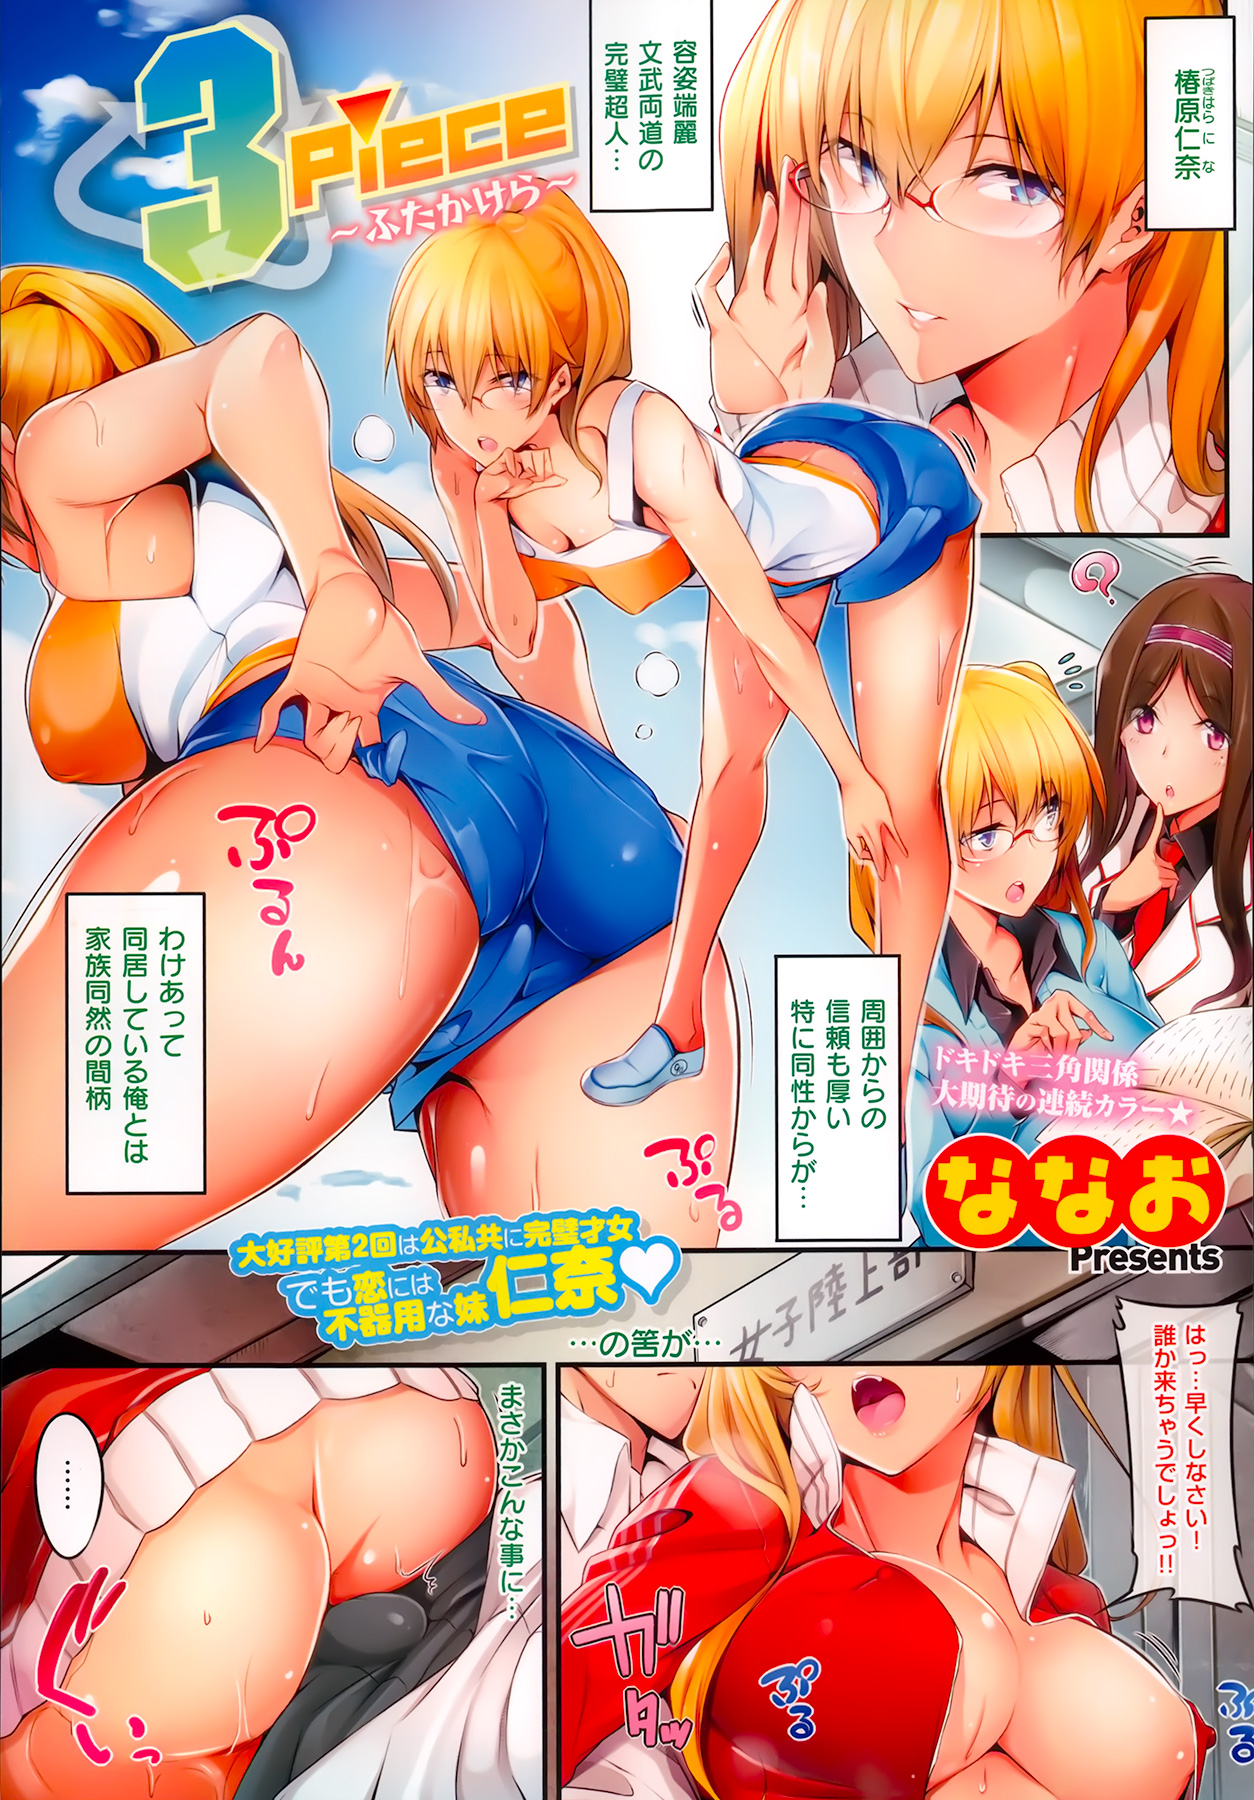 椿原仁奈
つばきはら に な
容姿端麗
文武両道の
完璧超人…
3Piece
～ふたかけら～
周囲からの
信頼も厚い
特に同性からが…
わけあって
同居している俺とは
家族同然の間柄
ぷるん
ぷる
ドキドキ三角関係
大期待の連続カラー★
ななお
Presents
大好評第2回は公私共に完璧才女
でも恋には
不器用な妹 仁奈♡
女子陸上部
…の筈が…
はっ…早くしなさい！
誰か来ちゃうでしょっ!!
まさかこんな事に…
……
ガタッ
ぷる
ぷる
ぐいっ